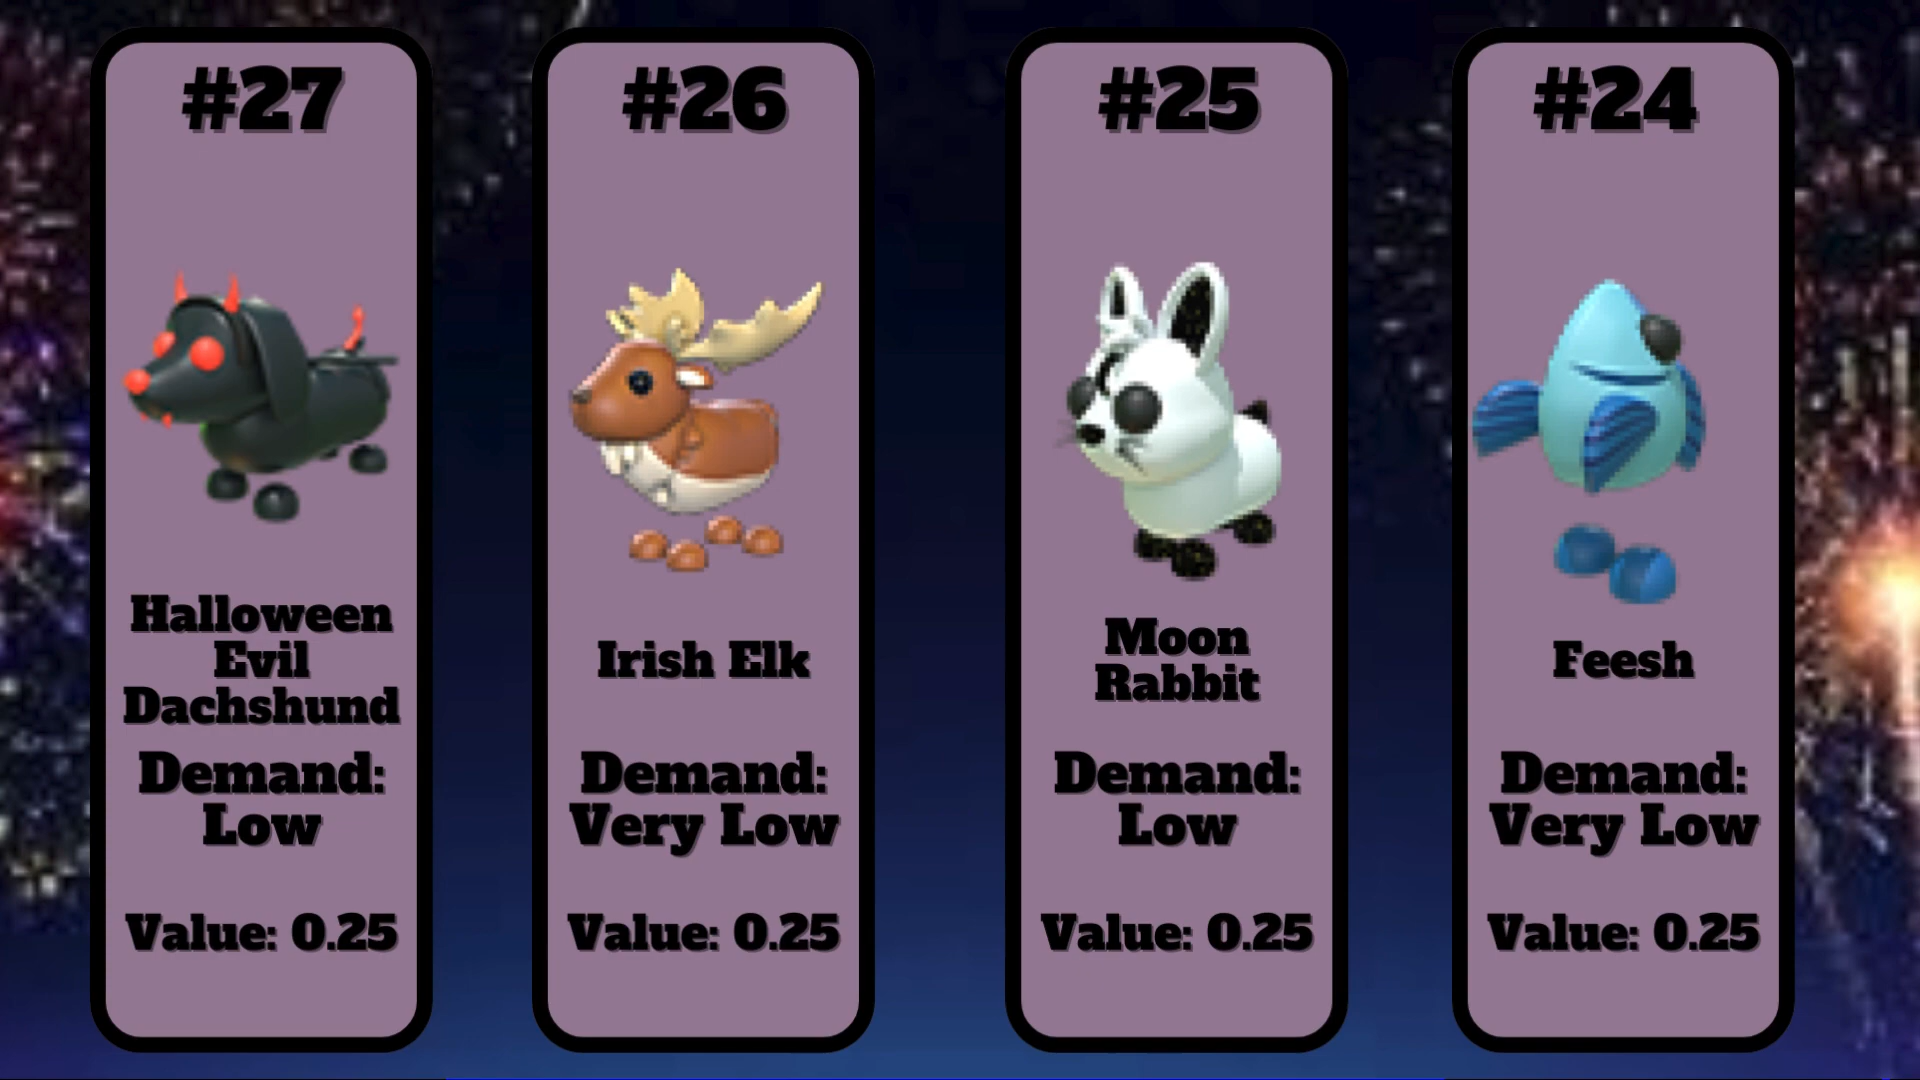 #27
Halloween
Evil
Dachshund
Demand:
Low
Value: 0.25
#26
Irish Elk
Demand:
Very Low
Value: 0.25
#25
Moon
Rabbit
Demand:
Low
Value: 0.25
#24
Feesh
Demand:
Very Low
Value: 0.25